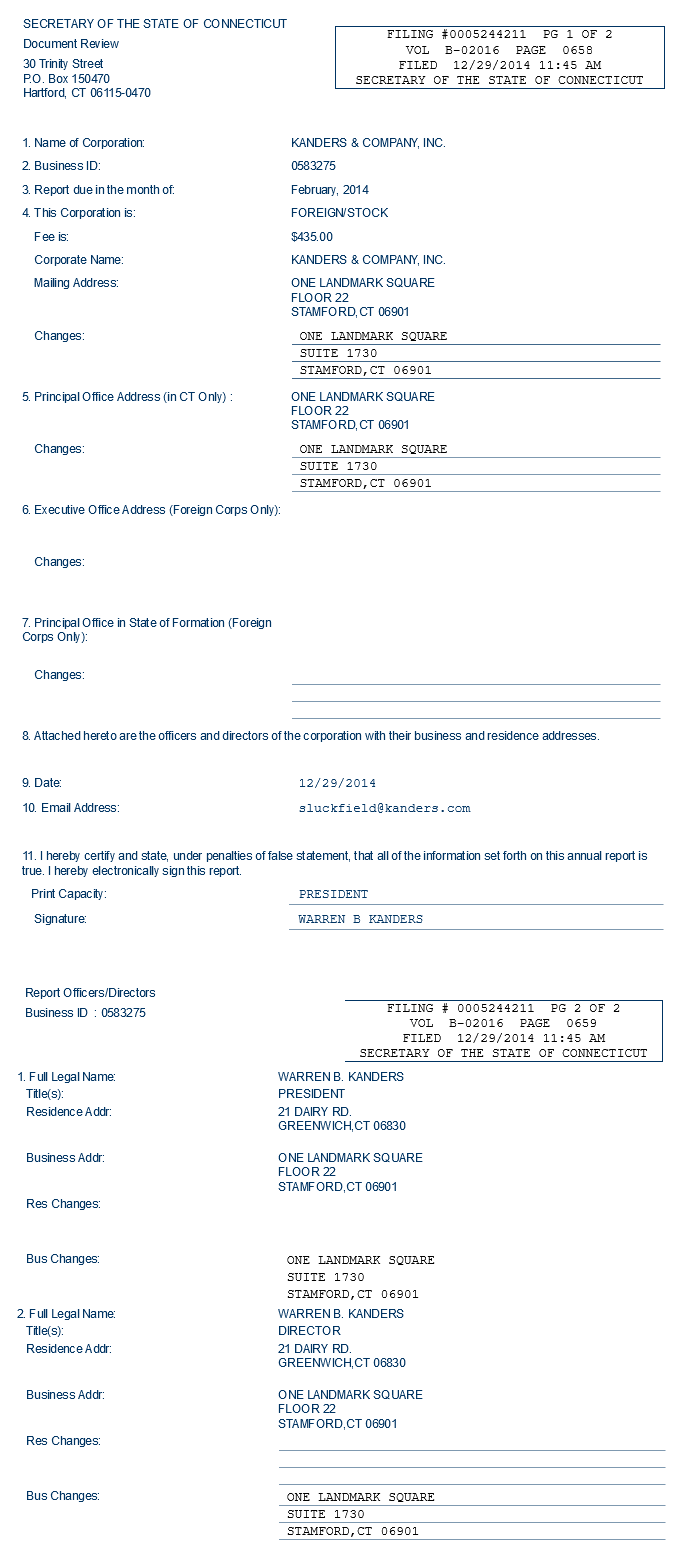 SECRETARY OF THE STATE OF CONNECTICUT
Document Review
30 Trinity Street
P.O. Box 150470
Hartford, CT 06115-0470
FILING #0005244211 PG 1 OF 2
VOL B-02016 PAGE 0658
FILED 12/29/2014 11:45 AM
SECRETARY OF THE STATE OF CONNECTICUT
1. Name of Corporation: KANDERS & COMPANY, INC.
2. Business ID: 0583275
3. Report due in the month of: February, 2014
4. This Corporation is: FOREIGN/STOCK
Fee is: $435.00
Corporate Name: KANDERS & COMPANY, INC.
Mailing Address: ONE LANDMARK SQUARE
FLOOR 22
STAMFORD,CT 06901
Changes: ONE LANDMARK SQUARE
SUITE 1730
STAMFORD,CT 06901
5. Principal Office Address (in CT Only) : ONE LANDMARK SQUARE
FLOOR 22
STAMFORD,CT 06901
Changes: ONE LANDMARK SQUARE
SUITE 1730
STAMFORD,CT 06901
6. Executive Office Address (Foreign Corps Only):
Changes:
7. Principal Office in State of Formation (Foreign
Corps Only):
Changes:
8. Attached hereto are the officers and directors of the corporation with their business and residence addresses.
9. Date: 12/29/2014
10. Email Address: sluckfield@kanders.com
11. I hereby certify and state, under penalties of false statement, that all of the information set forth on this annual report is
true. I hereby electronically sign this report.
Print Capacity: PRESIDENT
Signature: WARREN B KANDERS
Report Officers/Directors
Business ID : 0583275
FILING # 0005244211 PG 2 OF 2
VOL B-02016 PAGE 0659
FILED 12/29/2014 11:45 AM
SECRETARY OF THE STATE OF CONNECTICUT
1. Full Legal Name: WARREN B. KANDERS
Title(s): PRESIDENT
Residence Addr: 21 DAIRY RD.
GREENWICH,CT 06830
Business Addr: ONE LANDMARK SQUARE
FLOOR 22
STAMFORD,CT 06901
Res Changes:
Bus Changes: ONE LANDMARK SQUARE
SUITE 1730
STAMFORD,CT 06901
2. Full Legal Name: WARREN B. KANDERS
Title(s): DIRECTOR
Residence Addr: 21 DAIRY RD.
GREENWICH,CT 06830
Business Addr: ONE LANDMARK SQUARE
FLOOR 22
STAMFORD,CT 06901
Res Changes:
Bus Changes: ONE LANDMARK SQUARE
SUITE 1730
STAMFORD,CT 06901